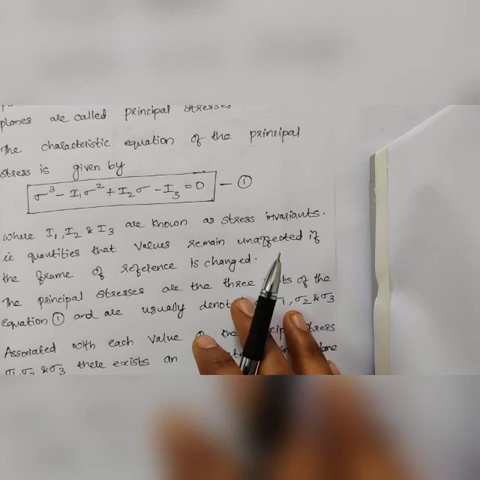 planes are called principal stresses
The characteristic equation of the principal
stress is given by
σ³ - I₁σ² + I₂σ - I₃ = 0 — ①
where I₁, I₂ & I₃ are known as stress invariants.
ie quantities that values remain unaffected if
the frame of reference is changed.
The principal stresses are the three of the
equation ① and are usually σ₂ & σ₃
Associated with each value stress
σ₁, σ₂ & σ₃ there exists an